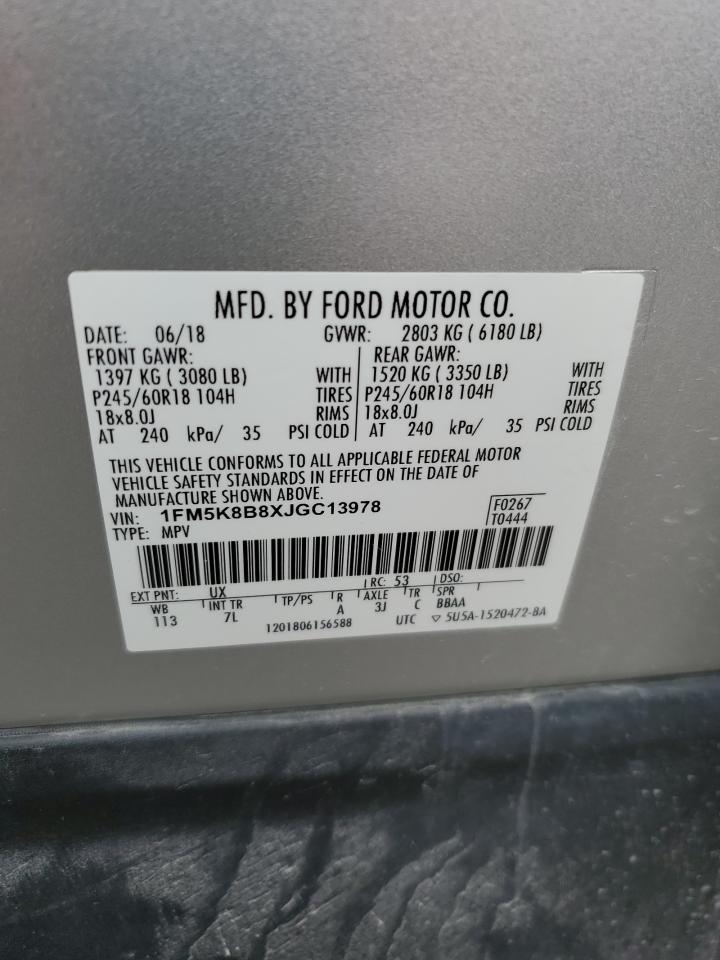 MFD. BY FORD MOTOR CO.
DATE: 06/18 GVWR: 2803 KG ( 6180 LB)
FRONT GAWR: REAR GAWR:
1397 KG ( 3080 LB) WITH 1520 KG ( 3350 LB) WITH
P245/60R18 104H TIRES P245/60R18 104H TIRES
18x8.0J RIMS 18x8.0J RIMS
AT 240 kPa/ 35 PSI COLD AT 240 kPa/ 35 PSI COLD
THIS VEHICLE CONFORMS TO ALL APPLICABLE FEDERAL MOTOR
VEHICLE SAFETY STANDARDS IN EFFECT ON THE DATE OF
MANUFACTURE SHOWN ABOVE.
VIN: 1FM5K8B8XJGC13978 F0267
TYPE: MPV T0444
EXT PNT: UX RC: 53 DSO:
WB INT TR TP/PS R AXLE TR SPR
113 7L A 3J C BBAA
1201806156588 UTC ▽ 5U5A-1520472-BA